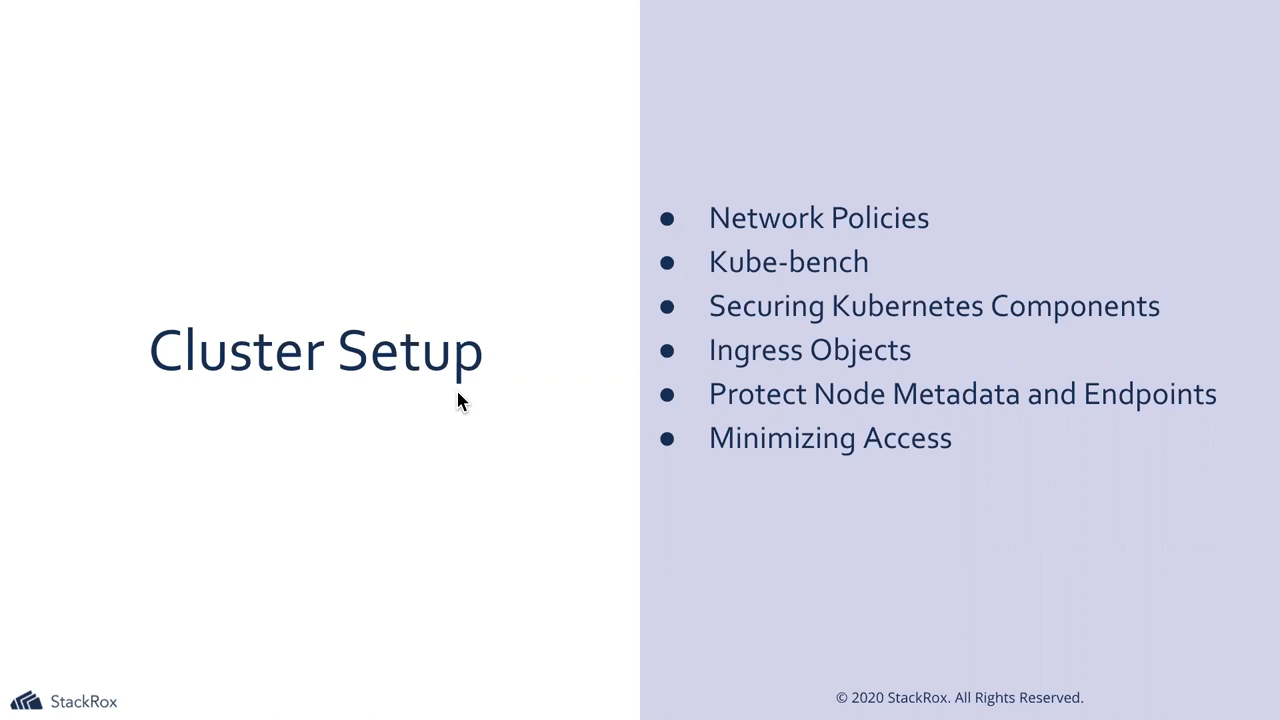 Cluster Setup
● Network Policies
● Kube-bench
● Securing Kubernetes Components
● Ingress Objects
● Protect Node Metadata and Endpoints
● Minimizing Access
StackRox
© 2020 StackRox. All Rights Reserved.